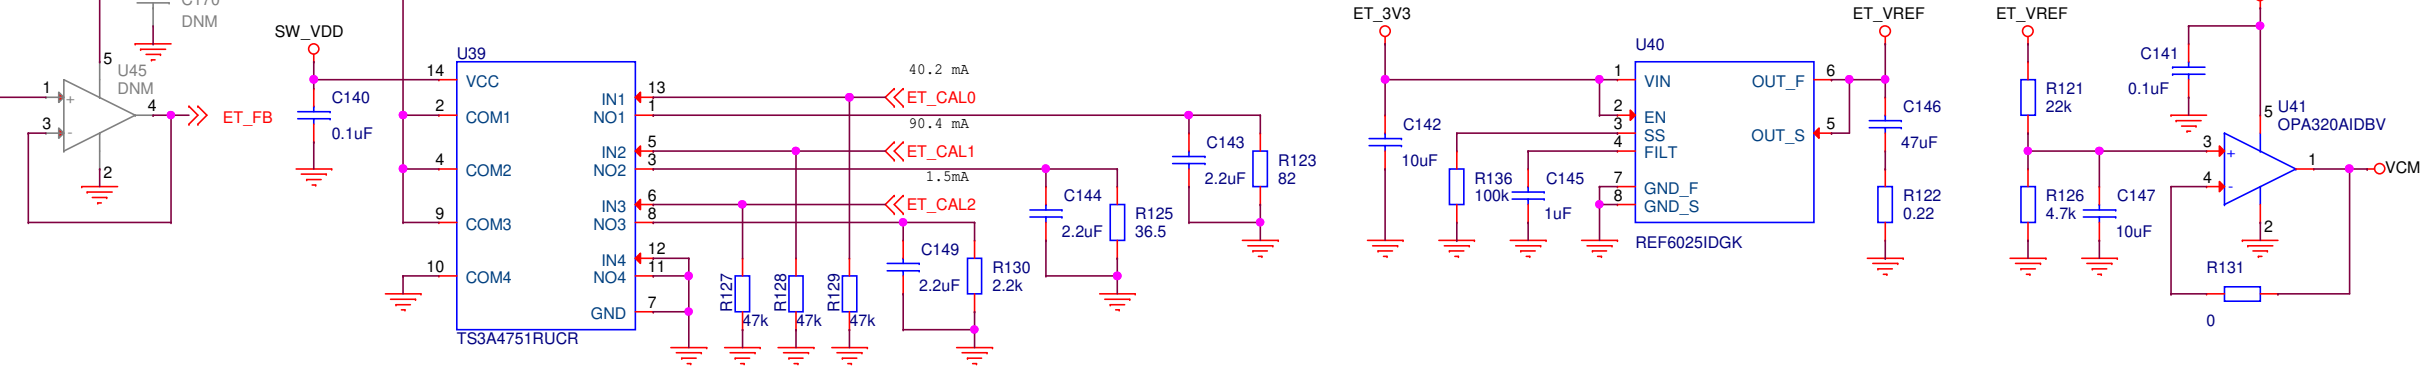 DNM
5
U45
DNM
1
+
3
-
4
2
ET_FB
SW_VDD
C140
0.1uF
U39
14 VCC
2 COM1
4 COM2
9 COM3
10 COM4
IN1 13
NO1 1
IN2 5
NO2 3
IN3 6
NO3 8
IN4 12
NO4 11
GND 7
TS3A4751RUCR
40.2 mA
ET_CAL0
90.4 mA
ET_CAL1
1.5mA
ET_CAL2
R127
47k
R128
47k
R129
47k
C149
2.2uF
R130
2.2k
C144
2.2uF
R125
36.5
C143
2.2uF
R123
82
ET_3V3
C142
10uF
R136
100k
C145
1uF
U40
1 VIN
2 EN
3 SS
4 FILT
7 GND_F
8 GND_S
OUT_F 6
OUT_S 5
REF6025IDGK
ET_VREF
C146
47uF
R122
0.22
ET_VREF
R121
22k
R126
4.7k
C147
10uF
C141
0.1uF
U41
OPA320AIDBV
5
3
+
4
-
1
2
VCM
R131
0